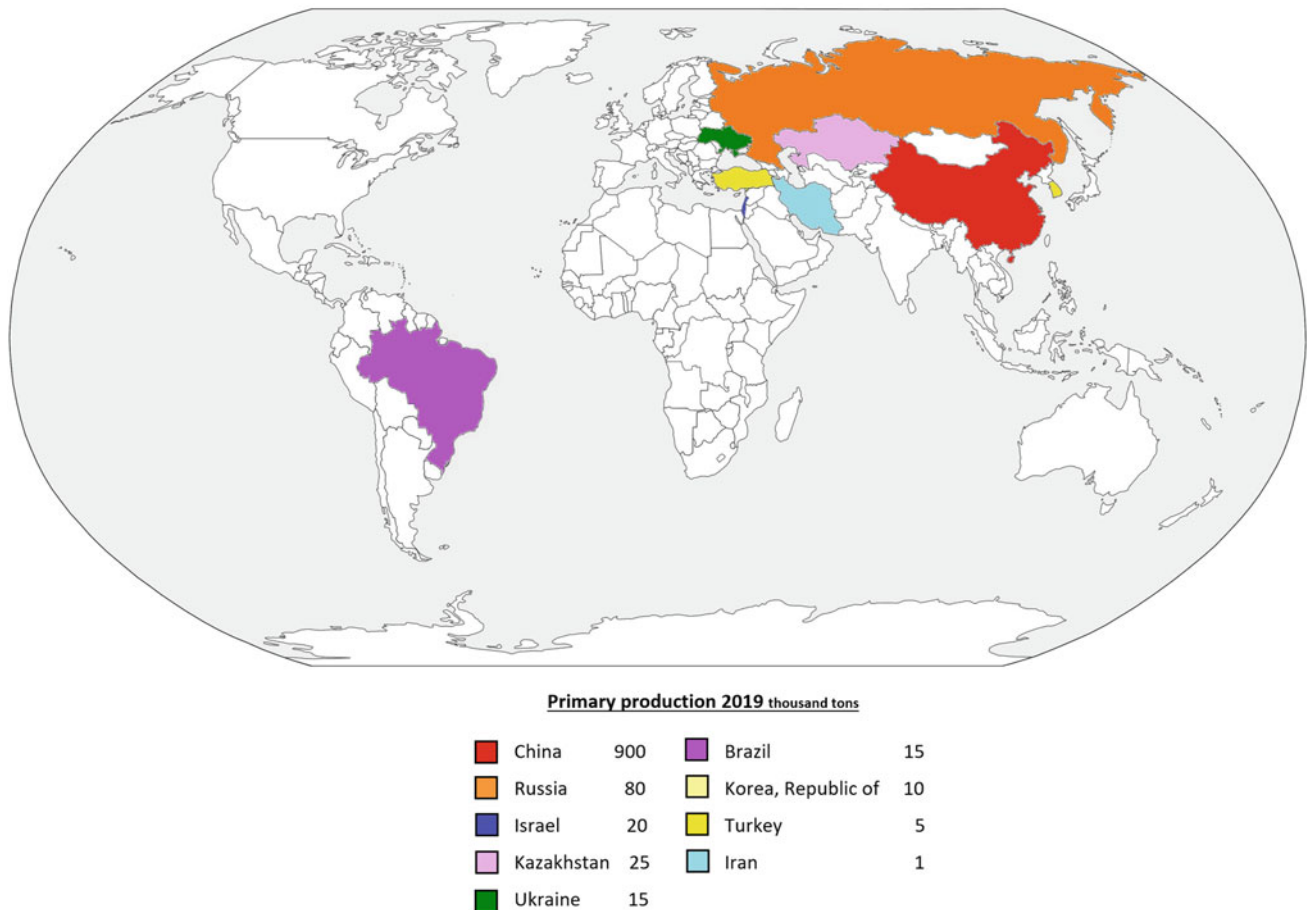 Primary production 2019 thousand tons
China 900
Russia 80
Israel 20
Kazakhstan 25
Ukraine 15
Brazil 15
Korea, Republic of 10
Turkey 5
Iran 1